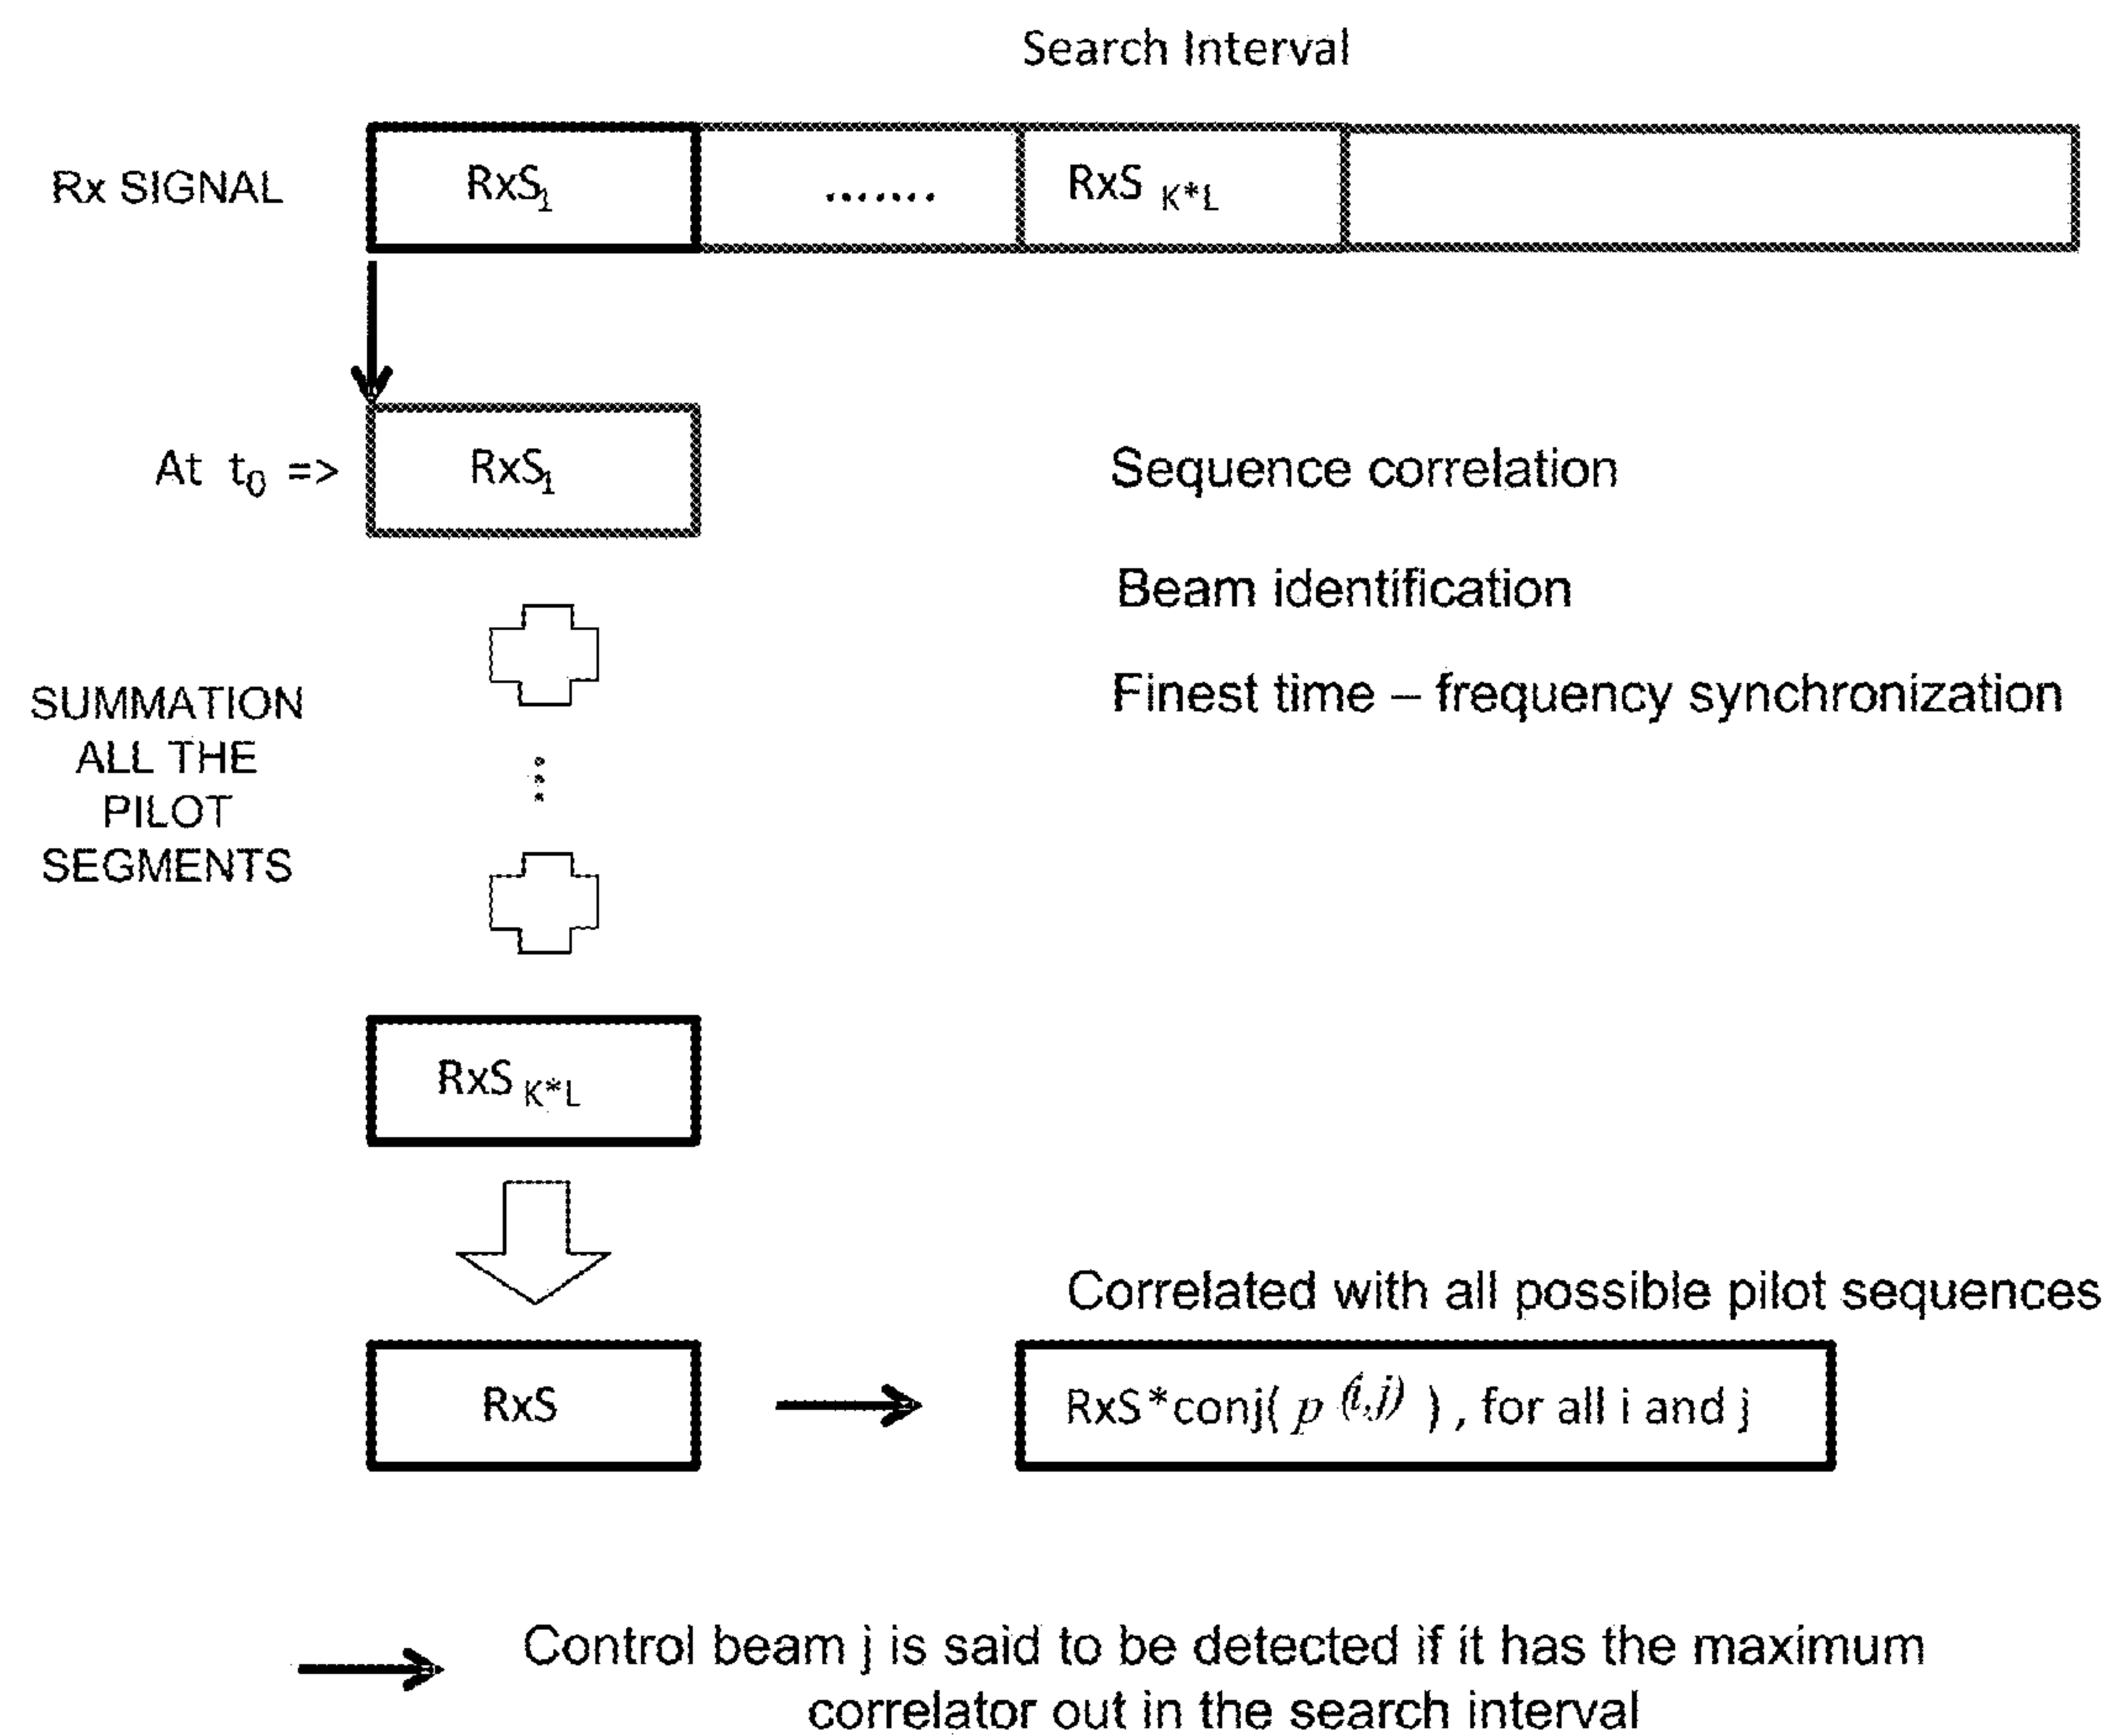 Search Interval
Rx SIGNAL
RxS1
.......
RxS K*L
At t0 =>
RxS1
Sequence correlation
Beam identification
Finest time – frequency synchronization
SUMMATION
ALL THE
PILOT
SEGMENTS
RxS K*L
Correlated with all possible pilot sequences
RxS
RxS*conj( p (i,j) ) , for all i and j
Control beam j is said to be detected if it has the maximum
correlator out in the search interval